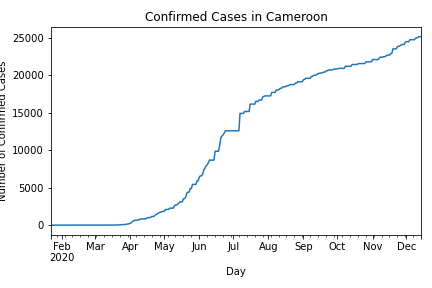 Confirmed Cases in Cameroon
Number of Confirmed Cases
25000
20000
15000
10000
5000
0
Feb Mar Apr May Jun Jul Aug Sep Oct Nov Dec
2020
Day